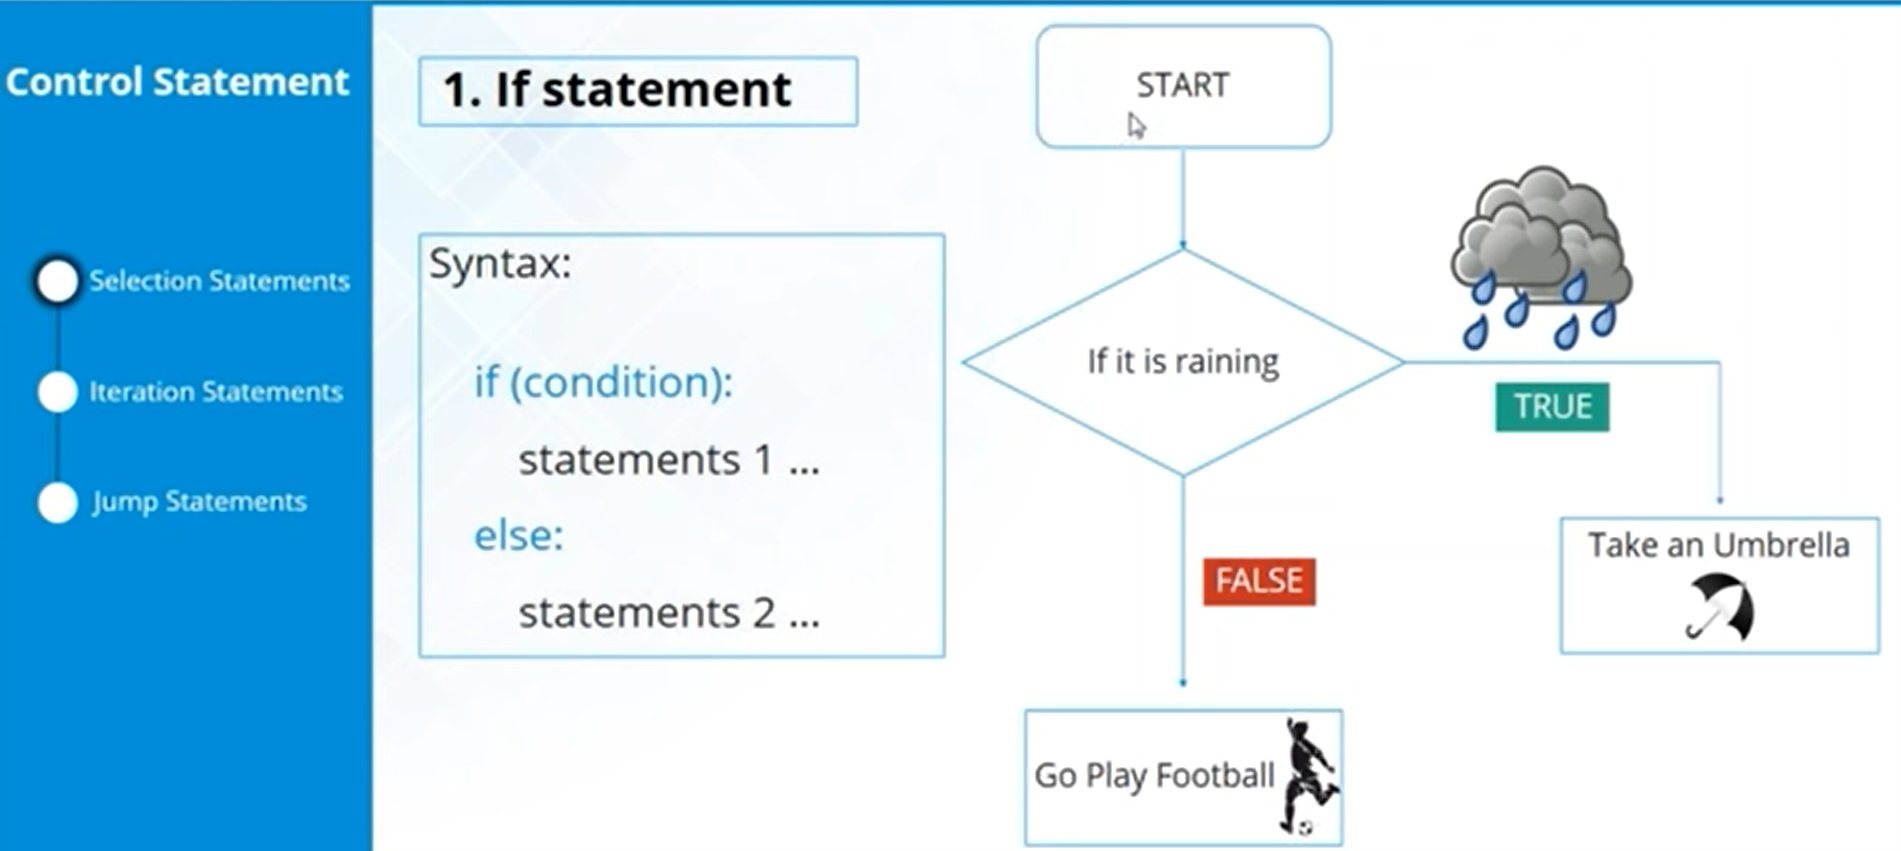 Control Statement
Selection Statements
Iteration Statements
Jump Statements
1. If statement
Syntax:
if (condition):
statements 1 ...
else:
statements 2 ...
START
If it is raining
TRUE
Take an Umbrella
FALSE
Go Play Football